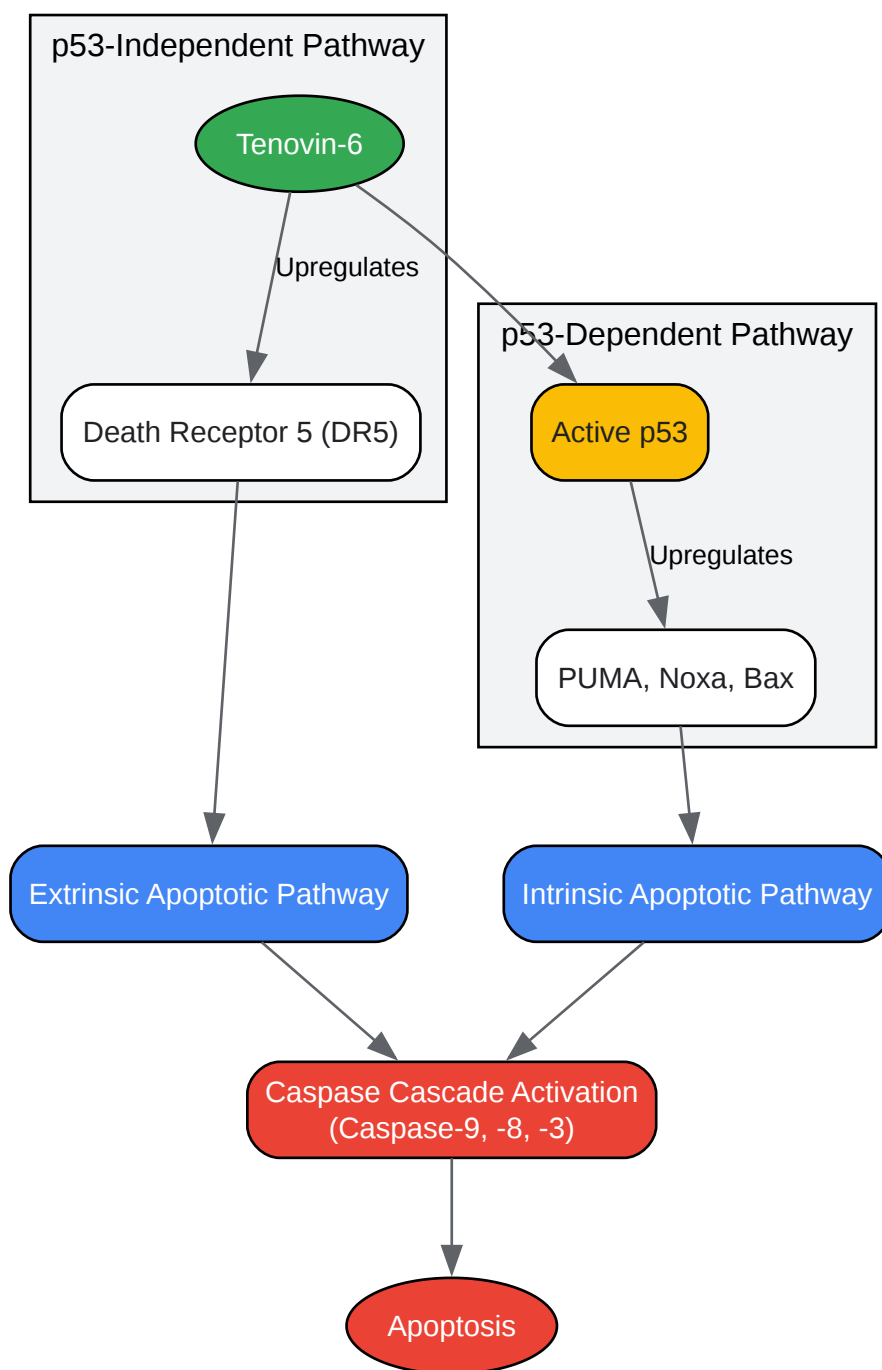 p53-Independent Pathway
Tenovin-6
Upregulates
p53-Dependent Pathway
Death Receptor 5 (DR5)
Active p53
Upregulates
PUMA, Noxa, Bax
Extrinsic Apoptotic Pathway
Intrinsic Apoptotic Pathway
Caspase Cascade Activation
(Caspase-9, -8, -3)
Apoptosis